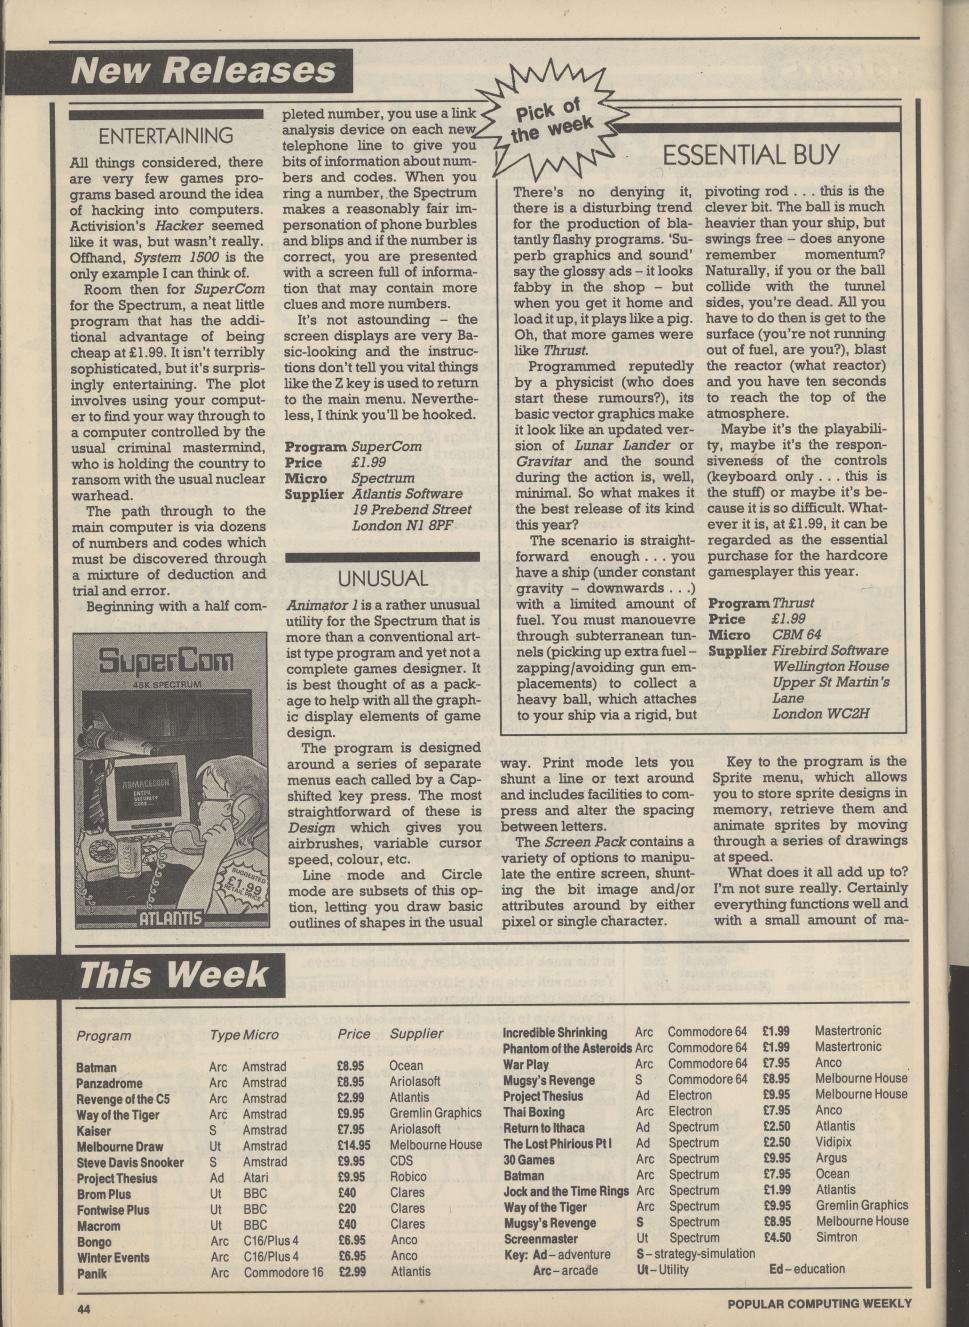 New Releases
ENTERTAINING
All things considered, there
are very few games pro-
grams based around the idea
of hacking into computers.
Activision's Hacker seemed
like it was, but wasn't really.
Offhand, System 1500 is the
only example I can think of.
Room then for SuperCom
for the Spectrum, a neat little
program that has the addi-
tional advantage of being
cheap at £1.99. It isn't terribly
sophisticated, but it's surpris-
ingly entertaining. The plot
involves using your comput-
er to find your way through to
a computer controlled by the
usual criminal mastermind,
who is holding the country to
ransom with the usual nuclear
warhead.
The path through to the
main computer is via dozens
of numbers and codes which
must be discovered through
a mixture of deduction and
trial and error.
Beginning with a half com-
SuperCom
48K SPECTRUM
ARMAGEDDON
ENTER
SECURITY
CODE...
SUGGESTED
£1.99
RETAIL PRICE
ATLANTIS
pleted number, you use a link
analysis device on each new
telephone line to give you
bits of information about num-
bers and codes. When you
ring a number, the Spectrum
makes a reasonably fair im-
personation of phone burbles
and blips and if the number is
correct, you are presented
with a screen full of informa-
tion that may contain more
clues and more numbers.
It's not astounding – the
screen displays are very Ba-
sic-looking and the instruc-
tions don't tell you vital things
like the Z key is used to return
to the main menu. Neverthe-
less, I think you'll be hooked.
Program SuperCom
Price £1.99
Micro Spectrum
Supplier Atlantis Software
19 Prebend Street
London N1 8PF
UNUSUAL
Animator 1 is a rather unusual
utility for the Spectrum that is
more than a conventional art-
ist type program and yet not a
complete games designer. It
is best thought of as a pack-
age to help with all the graph-
ic display elements of game
design.
The program is designed
around a series of separate
menus each called by a Cap-
shifted key press. The most
straightforward of these is
Design which gives you
airbrushes, variable cursor
speed, colour, etc.
Line mode and Circle
mode are subsets of this op-
tion, letting you draw basic
outlines of shapes in the usual
Pick of
the week
ESSENTIAL BUY
There's no denying it,
there is a disturbing trend
for the production of bla-
tantly flashy programs. 'Su-
perb graphics and sound'
say the glossy ads – it looks
fabby in the shop – but
when you get it home and
load it up, it plays like a pig.
Oh, that more games were
like Thrust.
Programmed reputedly
by a physicist (who does
start these rumours?), its
basic vector graphics make
it look like an updated ver-
sion of Lunar Lander or
Gravitar and the sound
during the action is, well,
minimal. So what makes it
the best release of its kind
this year?
The scenario is straight-
forward enough . . . you
have a ship (under constant
gravity – downwards . . .)
with a limited amount of
fuel. You must manouevre
through subterranean tun-
nels (picking up extra fuel –
zapping/avoiding gun em-
placements) to collect a
heavy ball, which attaches
to your ship via a rigid, but
pivoting rod . . . this is the
clever bit. The ball is much
heavier than your ship, but
swings free – does anyone
remember momentum?
Naturally, if you or the ball
collide with the tunnel
sides, you're dead. All you
have to do then is get to the
surface (you're not running
out of fuel, are you?), blast
the reactor (what reactor)
and you have ten seconds
to reach the top of the
atmosphere.
Maybe it's the playabili-
ty, maybe it's the respon-
siveness of the controls
(keyboard only . . . this is
the stuff) or maybe it's be-
cause it is so difficult. What-
ever it is, at £1.99, it can be
regarded as the essential
purchase for the hardcore
gamesplayer this year.
Program Thrust
Price £1.99
Micro CBM 64
Supplier Firebird Software
Wellington House
Upper St Martin's
Lane
London WC2H
way. Print mode lets you
shunt a line or text around
and includes facilities to com-
press and alter the spacing
between letters.
The Screen Pack contains a
variety of options to manipu-
late the entire screen, shunt-
ing the bit image and/or
attributes around by either
pixel or single character.
Key to the program is the
Sprite menu, which allows
you to store sprite designs in
memory, retrieve them and
animate sprites by moving
through a series of drawings
at speed.
What does it all add up to?
I'm not sure really. Certainly
everything functions well and
with a small amount of ma-
This Week
Program Type Micro Price Supplier
Batman Arc Amstrad £8.95 Ocean
Panzadrome Arc Amstrad £8.95 Ariolasoft
Revenge of the C5 Arc Amstrad £2.99 Atlantis
Way of the Tiger Arc Amstrad £9.95 Gremlin Graphics
Kaiser S Amstrad £7.95 Ariolasoft
Melbourne Draw Ut Amstrad £14.95 Melbourne House
Steve Davis Snooker S Amstrad £9.95 CDS
Project Thesius Ad Atari £9.95 Robico
Brom Plus Ut BBC £40 Clares
Fontwise Plus Ut BBC £20 Clares
Macrom Ut BBC £40 Clares
Bongo Arc C16/Plus 4 £6.95 Anco
Winter Events Arc C16/Plus 4 £6.95 Anco
Panik Arc Commodore 16 £2.99 Atlantis
Incredible Shrinking Arc Commodore 64 £1.99 Mastertronic
Phantom of the Asteroids Arc Commodore 64 £1.99 Mastertronic
War Play Arc Commodore 64 £7.95 Anco
Mugsy's Revenge S Commodore 64 £8.95 Melbourne House
Project Thesius Ad Electron £9.95 Melbourne House
Thai Boxing Arc Electron £7.95 Anco
Return to Ithaca Ad Spectrum £2.50 Atlantis
The Lost Phirious Pt I Ad Spectrum £2.50 Vidipix
30 Games Arc Spectrum £9.95 Argus
Batman Arc Spectrum £7.95 Ocean
Jock and the Time Rings Arc Spectrum £1.99 Atlantis
Way of the Tiger Arc Spectrum £9.95 Gremlin Graphics
Mugsy's Revenge S Spectrum £8.95 Melbourne House
Screenmaster Ut Spectrum £4.50 Simtron
Key: Ad – adventure S – strategy-simulation
Arc – arcade Ut – Utility Ed – education
44
POPULAR COMPUTING WEEKLY